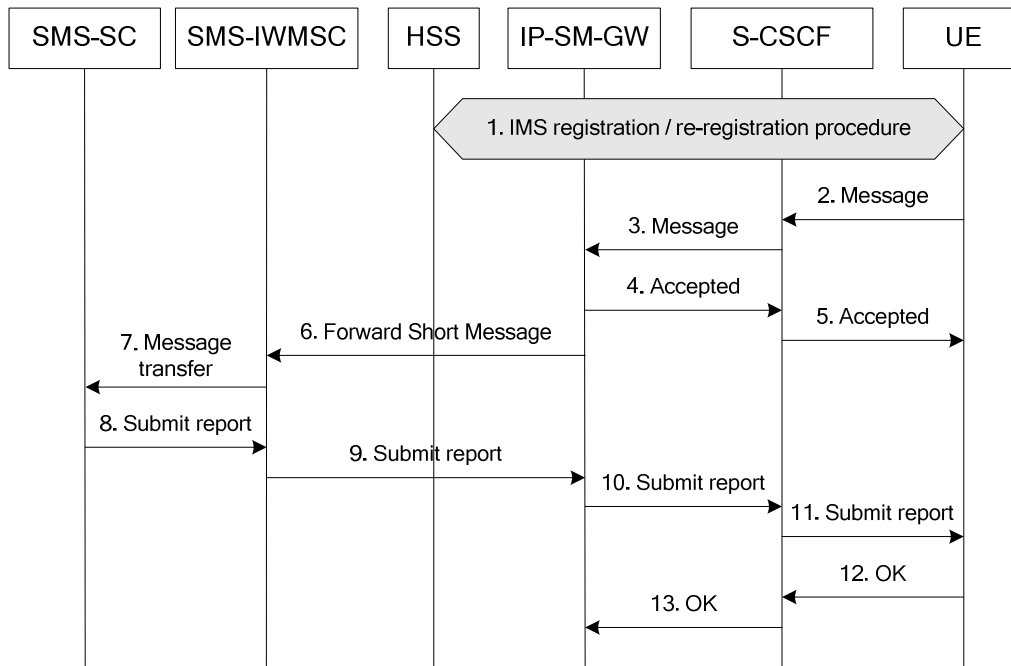 SMS-SC
SMS-IWMSC
HSS
IP-SM-GW
S-CSCF
UE
1. IMS registration / re-registration procedure
2. Message
3. Message
4. Accepted
5. Accepted
6. Forward Short Message
7. Message
transfer
8. Submit report
9. Submit report
10. Submit report
11. Submit report
12. OK
13. OK